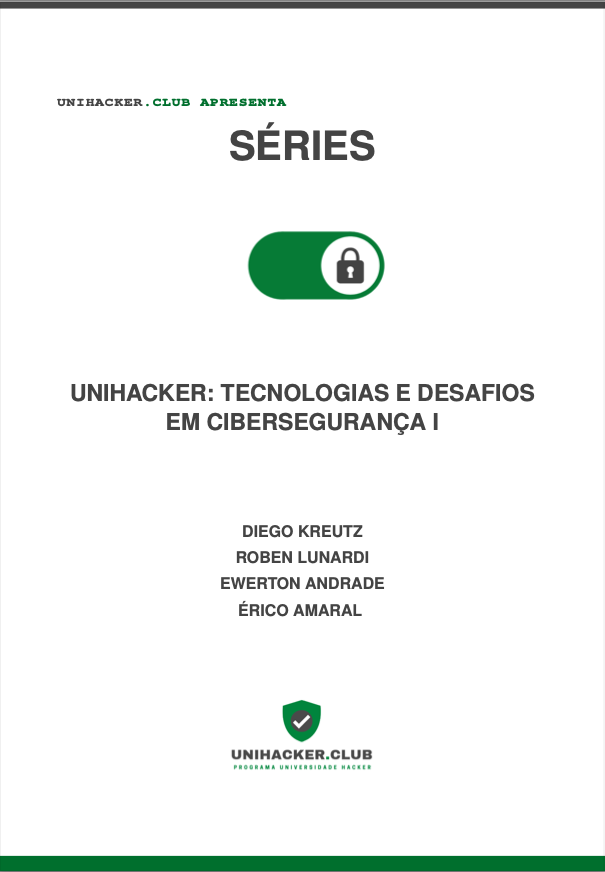 UNIHACKER.CLUB APRESENTA
SÉRIES
UNIHACKER: TECNOLOGIAS E DESAFIOS
EM CIBERSEGURANÇA I
DIEGO KREUTZ
ROBEN LUNARDI
EWERTON ANDRADE
ÉRICO AMARAL
UNIHACKER.CLUB
PROGRAMA UNIVERSIDADE HACKER